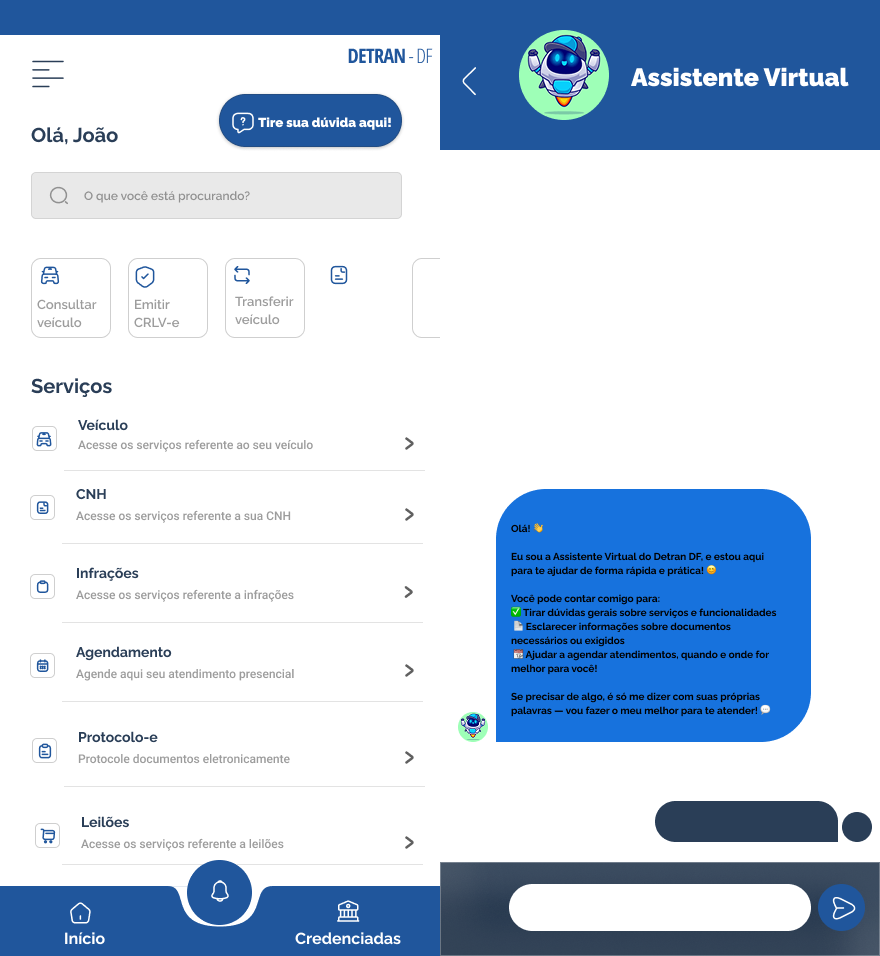 DETRAN - DF
Tire sua dúvida aqui!
Olá, João
O que você está procurando?
Consultar
veículo
Emitir
CRLV-e
Transferir
veículo
Serviços
Veículo
Acesse os serviços referente ao seu veículo
CNH
Acesse os serviços referente a sua CNH
Infrações
Acesse os serviços referente a infrações
Agendamento
Agende aqui seu atendimento presencial
Protocolo-e
Protocole documentos eletronicamente
Leilões
Acesse os serviços referente a leilões
Início
Credenciadas
Assistente Virtual
Olá! 👋
Eu sou a Assistente Virtual do Detran DF, e estou aqui
para te ajudar de forma rápida e prática! 😊
Você pode contar comigo para:
✅ Tirar dúvidas gerais sobre serviços e funcionalidades
📄 Esclarecer informações sobre documentos
necessários ou exigidos
📅 Ajudar a agendar atendimentos, quando e onde for
melhor para você!
Se precisar de algo, é só me dizer com suas próprias
palavras — vou fazer o meu melhor para te atender! 💬